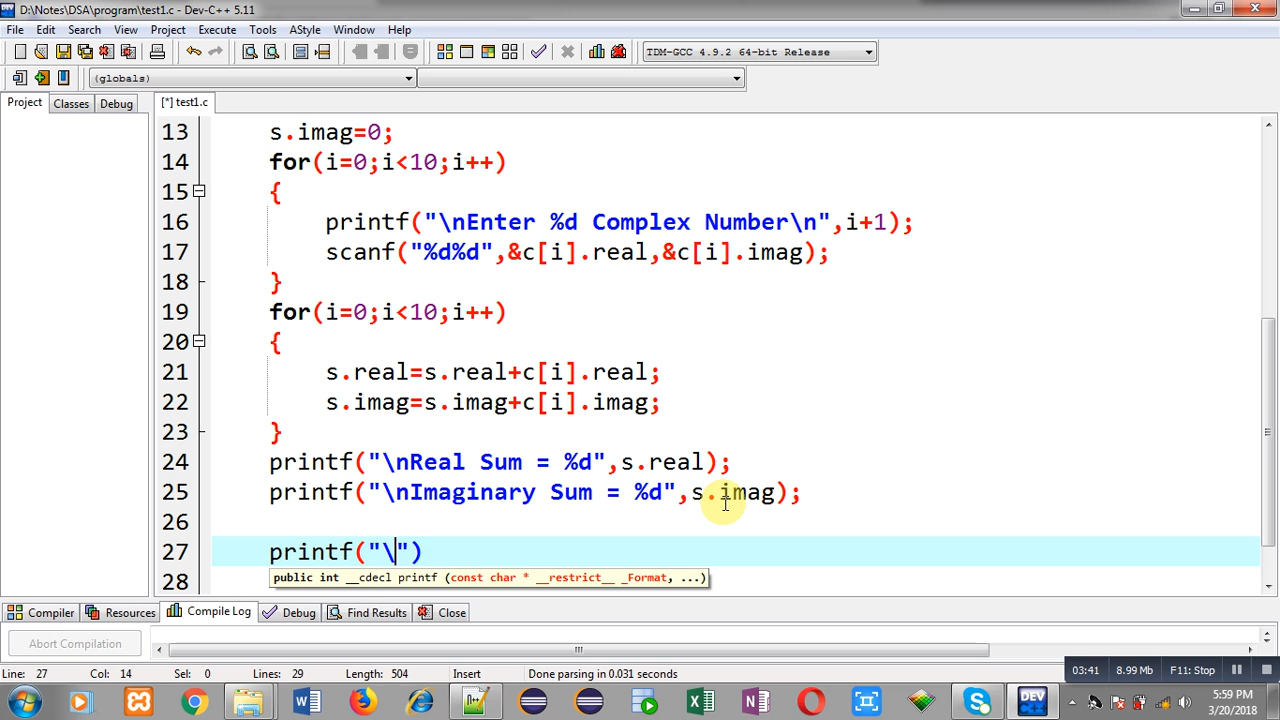 D:\Notes\DSA\program\test1.c - Dev-C++ 5.11
File Edit Search View Project Execute Tools AStyle Window Help
TDM-GCC 4.9.2 64-bit Release
(globals)
Project Classes Debug [*] test1.c
13 s.imag=0;
14 for(i=0;i<10;i++)
15 {
16 printf("\nEnter %d Complex Number\n",i+1);
17 scanf("%d%d",&c[i].real,&c[i].imag);
18 }
19 for(i=0;i<10;i++)
20 {
21 s.real=s.real+c[i].real;
22 s.imag=s.imag+c[i].imag;
23 }
24 printf("\nReal Sum = %d",s.real);
25 printf("\nImaginary Sum = %d",s.imag);
26
27 printf("\")
public int __cdecl printf (const char * __restrict__ _Format, ...)
28
Compiler Resources Compile Log Debug Find Results Close
Abort Compilation
Line: 27 Col: 14 Sel: 0 Lines: 29 Length: 504 Insert Done parsing in 0.031 seconds
03:41 8.99 Mb F11: Stop
DEV
5:59 PM
3/20/2018